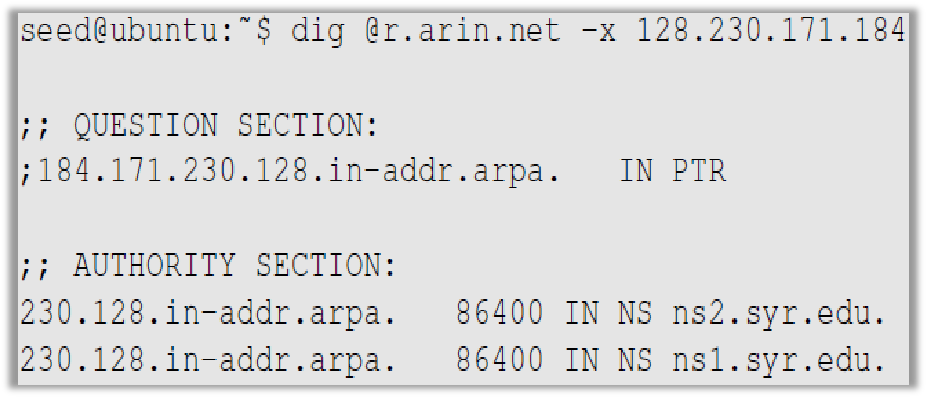 seed@ubuntu:~$ dig @r.arin.net -x 128.230.171.184
;; QUESTION SECTION:
;184.171.230.128.in-addr.arpa. IN PTR
;; AUTHORITY SECTION:
230.128.in-addr.arpa. 86400 IN NS ns2.syr.edu.
230.128.in-addr.arpa. 86400 IN NS ns1.syr.edu.